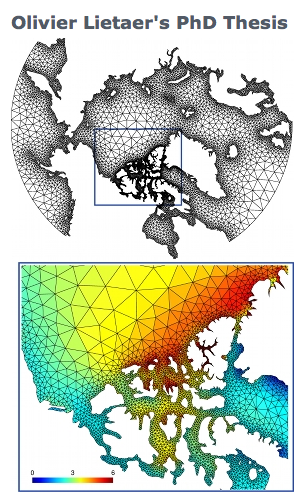 Olivier Lietaer's PhD Thesis
0 3 6